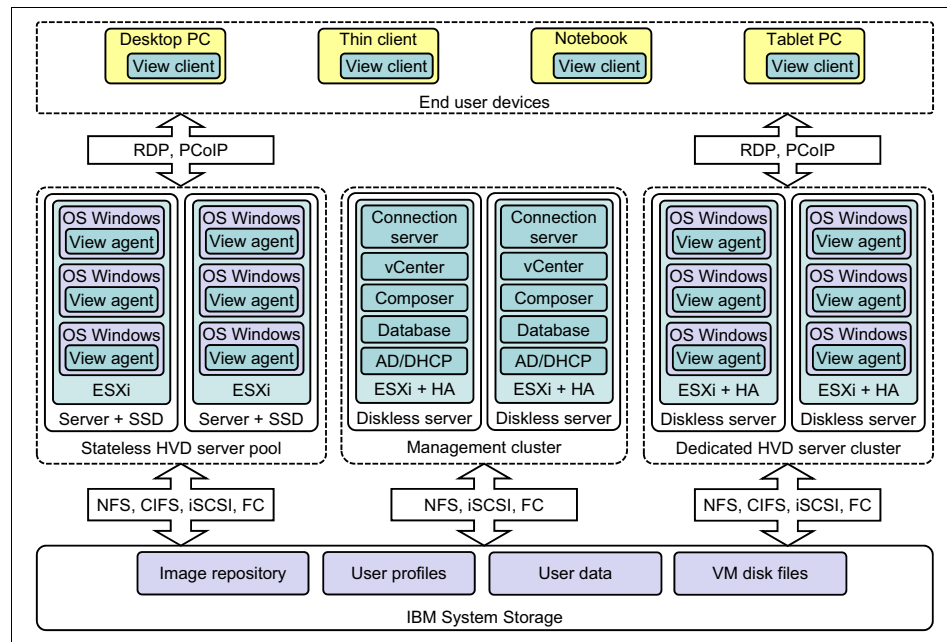 Desktop PC
View client
Thin client
View client
Notebook
View client
Tablet PC
View client
End user devices
RDP, PCoIP
RDP, PCoIP
OS Windows
View agent
OS Windows
View agent
OS Windows
View agent
ESXi
Server + SSD
OS Windows
View agent
OS Windows
View agent
OS Windows
View agent
ESXi
Server + SSD
Stateless HVD server pool
Connection
server
vCenter
Composer
Database
AD/DHCP
ESXi + HA
Diskless server
Connection
server
vCenter
Composer
Database
AD/DHCP
ESXi + HA
Diskless server
Management cluster
OS Windows
View agent
OS Windows
View agent
OS Windows
View agent
ESXi + HA
Diskless server
OS Windows
View agent
OS Windows
View agent
OS Windows
View agent
ESXi + HA
Diskless server
Dedicated HVD server cluster
NFS, CIFS, iSCSI, FC
NFS, iSCSI, FC
NFS, CIFS, iSCSI, FC
Image repository
User profiles
User data
VM disk files
IBM System Storage